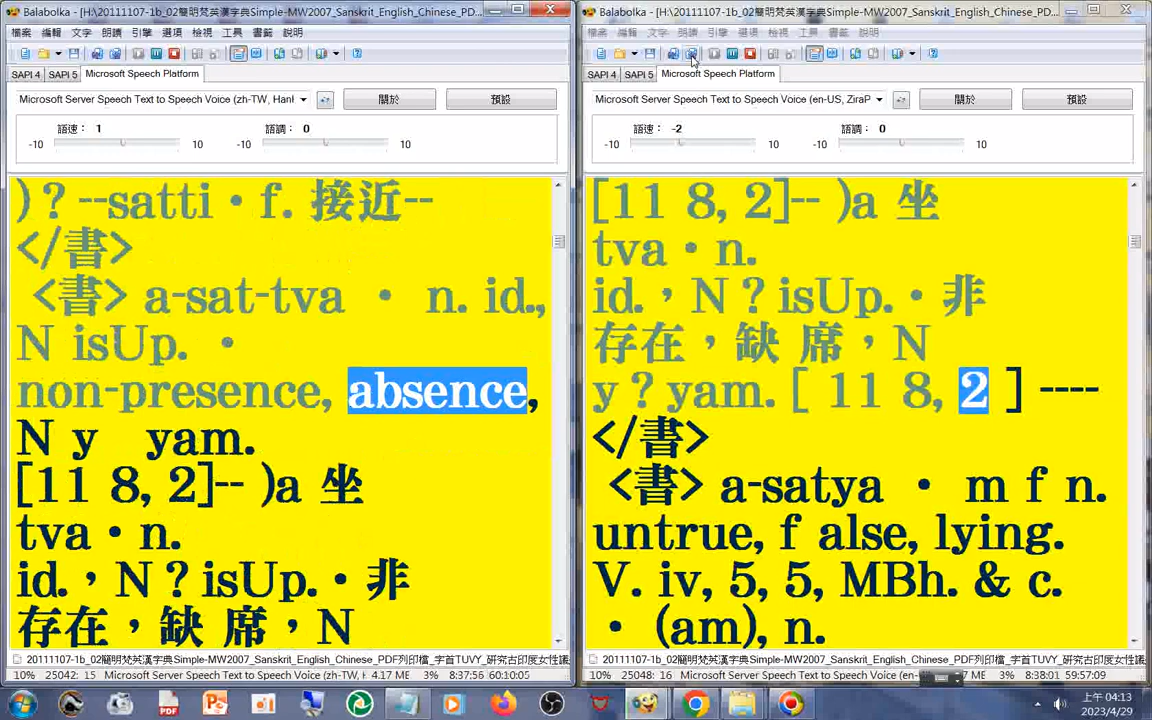 Balabolka - [H:\20111107-1b_02簡明梵英漢字典Simple-MW2007_Sanskrit_English_Chinese_PD...
檔案 編輯 文字 朗讀 引擎 選項 檢視 工具 書籤 說明
SAPI 4 SAPI 5 Microsoft Speech Platform
Microsoft Server Speech Text to Speech Voice (zh-TW, HanH 關於 預設
語速： 1 語調： 0
-10 10 -10 10
)？--satti・f. 接近--
</書>
<書> a-sat-tva ・ n. id.,
N isUp. ・
non-presence, absence,
N y yam.
[11 8, 2]-- )a 坐
tva・n.
id.，N？isUp.・非
存在，缺 席，N
20111107-1b_02簡明梵英漢字典Simple-MW2007_Sanskrit_English_Chinese_PDF列印檔_字首TUVY_研究古印度女性議
10% 25042: 15 Microsoft Server Speech Text to Speech Voice (zh-TW, H 4.17 ME 3% 8:37:56 60:10:05
Balabolka - [H:\20111107-1b_02簡明梵英漢字典Simple-MW2007_Sanskrit_English_Chinese_PD...
檔案 編輯 文字 朗讀 引擎 選項 檢視 工具 書籤 說明
SAPI 4 SAPI 5 Microsoft Speech Platform
Microsoft Server Speech Text to Speech Voice (en-US, ZiraP 關於 預設
語速： -2 語調： 0
-10 10 -10 10
[11 8, 2]-- )a 坐
tva・n.
id.，N？isUp.・非
存在，缺 席，N
y？yam. [ 11 8, 2 ] ----
</書>
<書> a-satya ・ m f n.
untrue, f alse, lying.
V. iv, 5, 5, MBh. & c.
・ (am), n.
20111107-1b_02簡明梵英漢字典Simple-MW2007_Sanskrit_English_Chinese_PDF列印檔_字首TUVY_研究古印度女性議
10% 25048: 16 Microsoft Server Speech Text to Speech Voice 3% 8:38:01 59:57:09
上午 04:13
2023/4/29